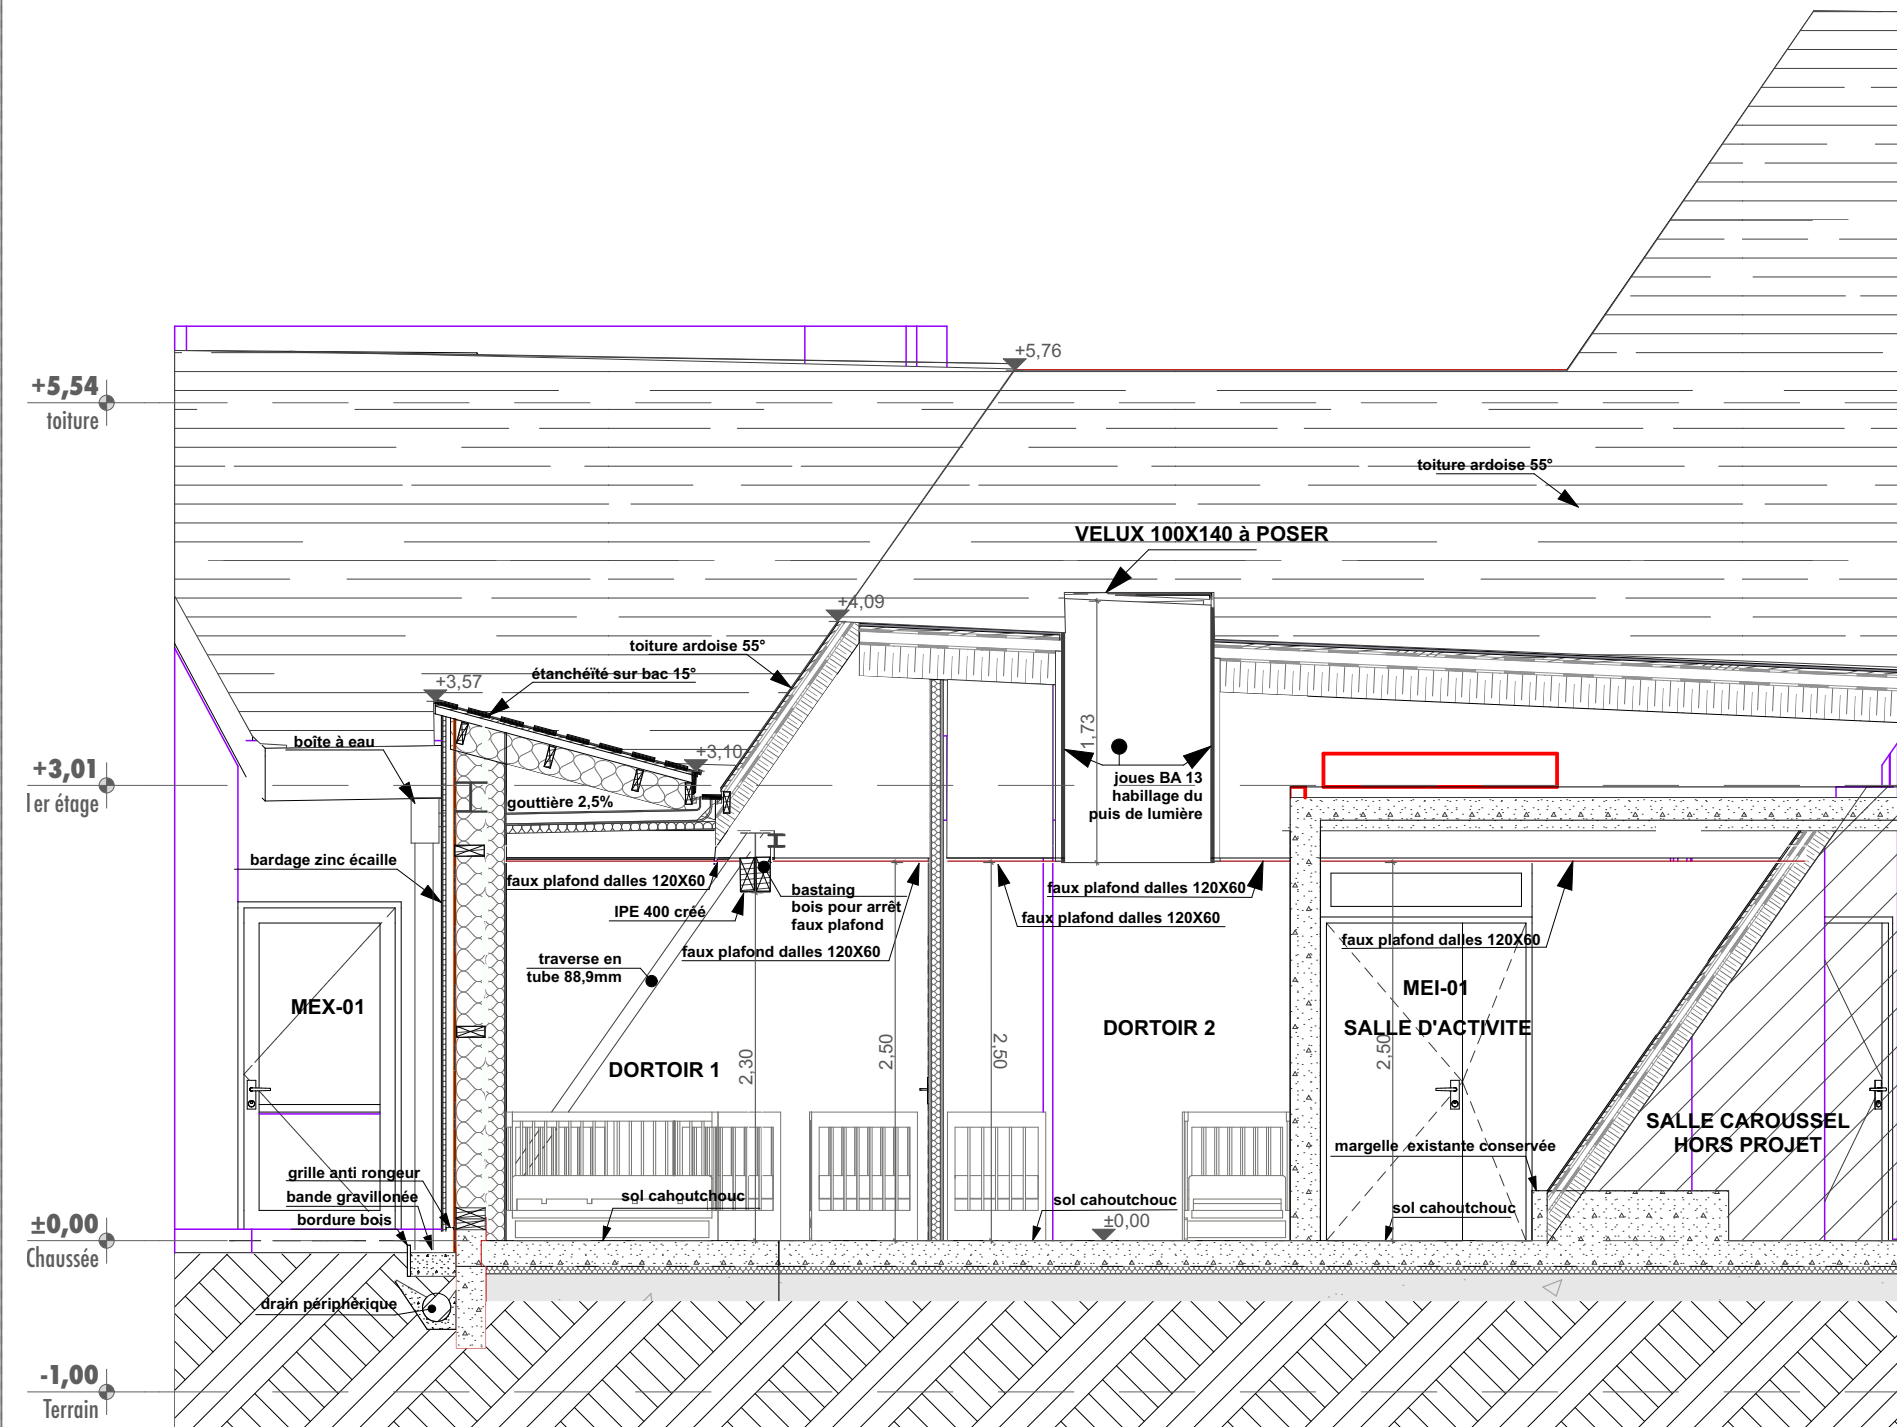 +5,76
+5,54
toiture
toiture ardoise 55°
VELUX 100X140 à POSER
+4,09
toiture ardoise 55°
étanchéïté sur bac 15°
+3,57
boîte à eau
+3,10
1,73
+3,01
1er étage
gouttière 2,5%
joues BA 13
habillage du
puis de lumière
bardage zinc écaille
faux plafond dalles 120X60
bastaing
bois pour arrêt
faux plafond
IPE 400 créé
faux plafond dalles 120X60
faux plafond dalles 120X60
faux plafond dalles 120X60
faux plafond dalles 120X60
traverse en
tube 88,9mm
MEX-01
MEI-01
DORTOIR 2
SALLE D'ACTIVITE
DORTOIR 1
2,30
2,50
2,50
2,50
SALLE CAROUSSEL
HORS PROJET
margelle existante conservée
grille anti rongeur
bande gravillonée
bordure bois
sol cahoutchouc
sol cahoutchouc
sol cahoutchouc
±0,00
±0,00
Chaussée
drain périphèrique
-1,00
Terrain